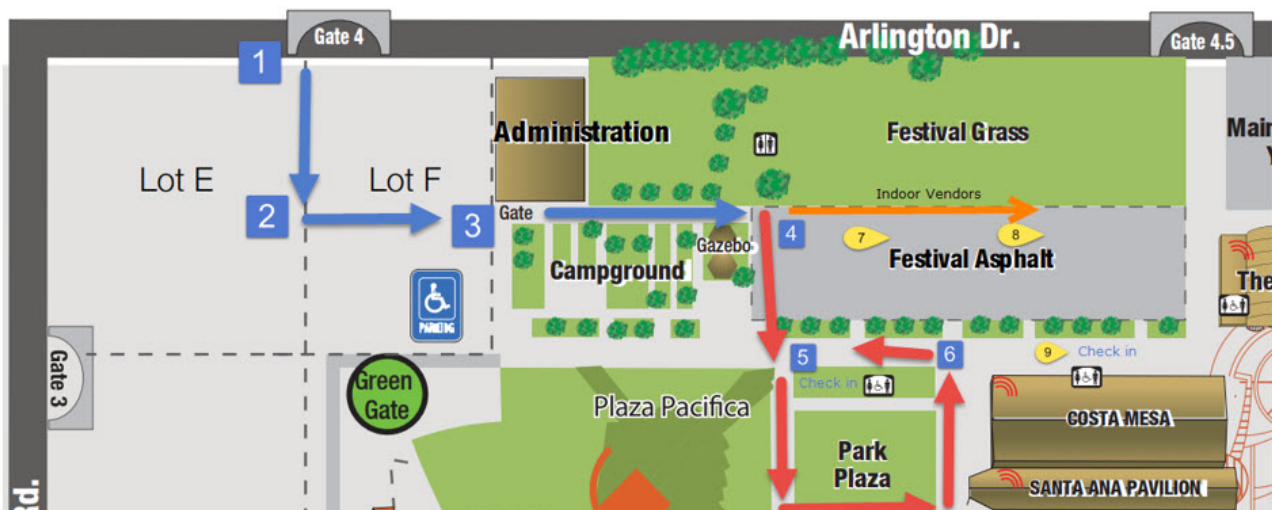 Gate 4
Arlington Dr.
Gate 4.5
1
Administration
Festival Grass
Main
Y
Lot E
Lot F
Indoor Vendors
2
3
Gate
4
7
8
Gazebo
Festival Asphalt
Campground
The
PARKING
5
6
9
Check in
Gate 3
Green
Gate
Check in
Plaza Pacifica
COSTA MESA
Park
Plaza
SANTA ANA PAVILION
Rd.